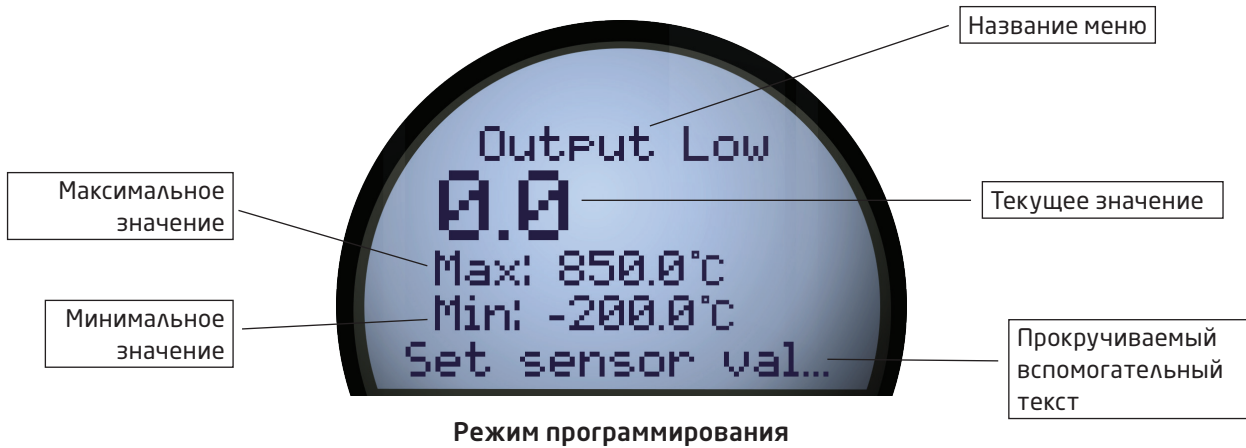 Название меню
Output Low
Максимальное
значение
0.0
Текущее значение
Max: 850.0°C
Min: -200.0°C
Минимальное
значение
Set sensor val...
Прокручиваемый
вспомогательный
текст
Режим программирования